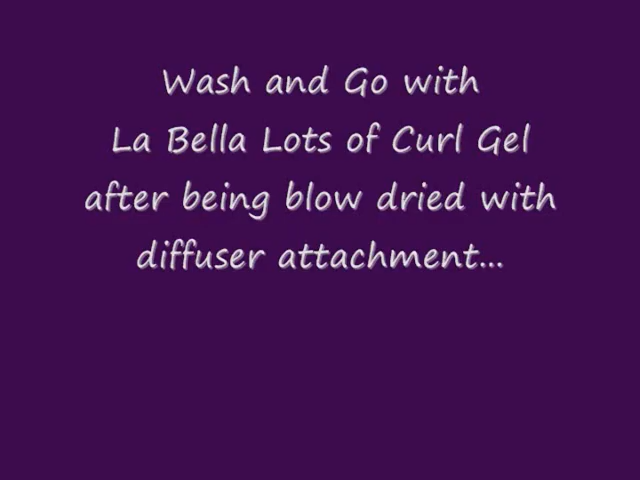 Wash and Go with
La Bella Lots of Curl Gel
after being blow dried with
diffuser attachment...